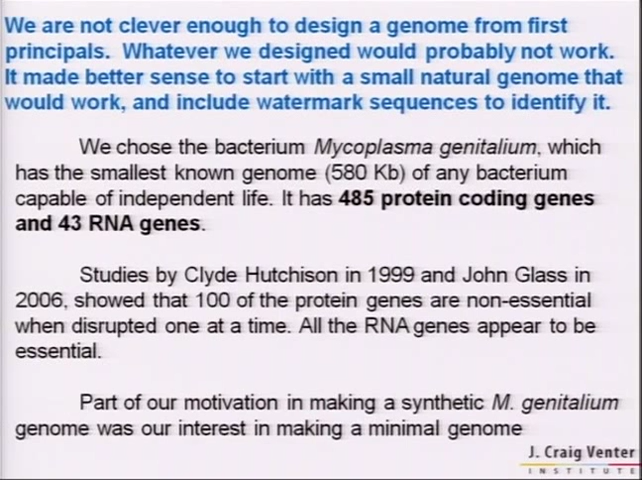 We are not clever enough to design a genome from first
principals. Whatever we designed would probably not work.
It made better sense to start with a small natural genome that
would work, and include watermark sequences to identify it.
We chose the bacterium Mycoplasma genitalium, which
has the smallest known genome (580 Kb) of any bacterium
capable of independent life. It has 485 protein coding genes
and 43 RNA genes.
Studies by Clyde Hutchison in 1999 and John Glass in
2006, showed that 100 of the protein genes are non-essential
when disrupted one at a time. All the RNA genes appear to be
essential.
Part of our motivation in making a synthetic M. genitalium
genome was our interest in making a minimal genome
J. Craig Venter
INSTITUTE